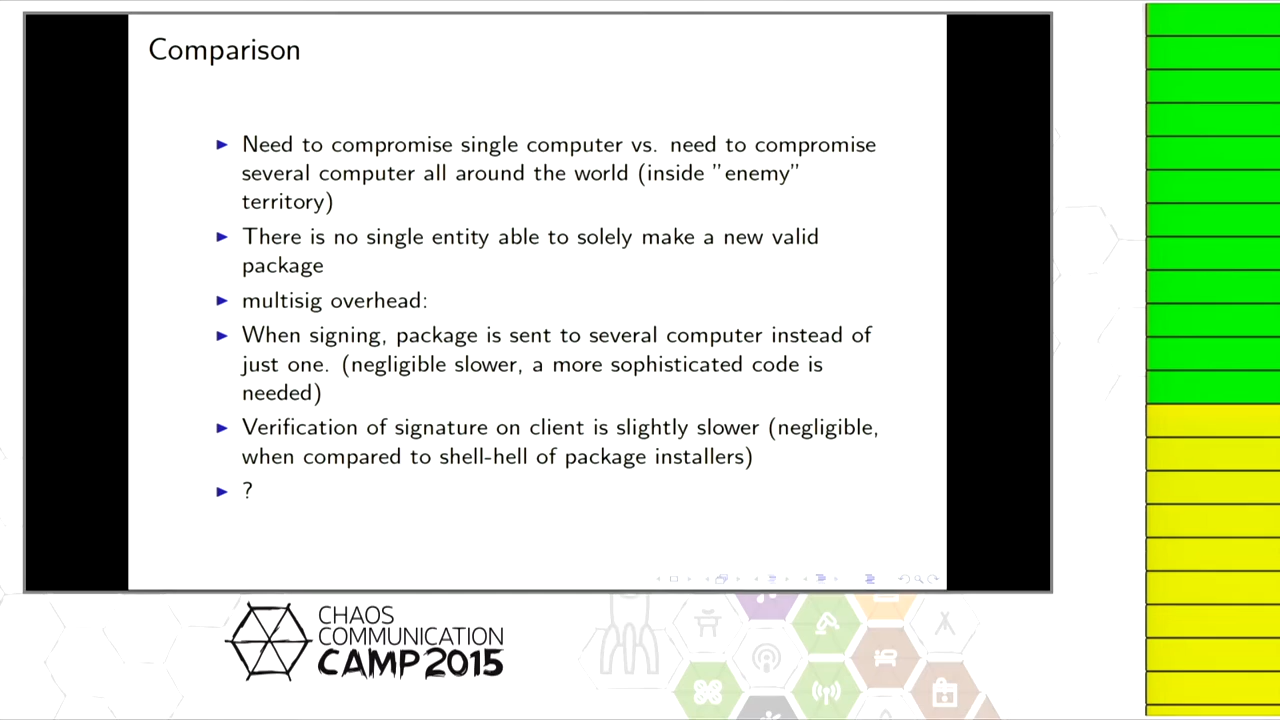 Comparison
Need to compromise single computer vs. need to compromise
several computer all around the world (inside ”enemy”
territory)
There is no single entity able to solely make a new valid
package
multisig overhead:
When signing, package is sent to several computer instead of
just one. (negligible slower, a more sophisticated code is
needed)
Verification of signature on client is slightly slower (negligible,
when compared to shell-hell of package installers)
?
CHAOS
COMMUNICATION
CAMP 2015